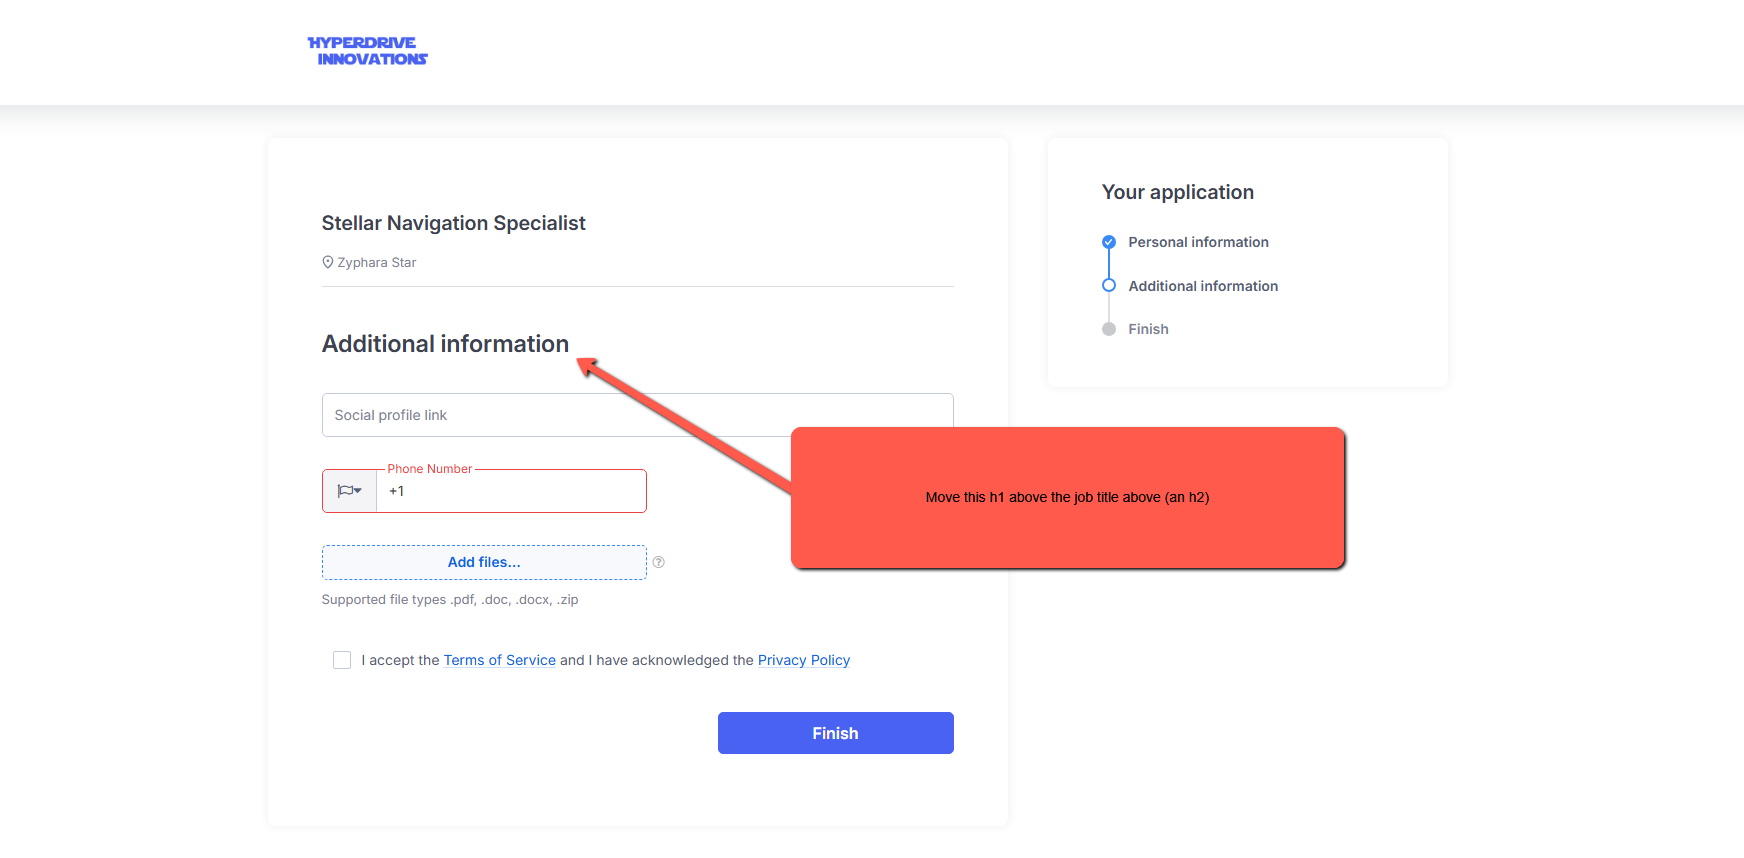 HYPERDRIVE
INNOVATIONS
Stellar Navigation Specialist
Zyphara Star
Additional information
Social profile link
Phone Number
+1
Add files...
Supported file types .pdf, .doc, .docx, .zip
I accept the Terms of Service and I have acknowledged the Privacy Policy
Finish
Your application
Personal information
Additional information
Finish
Move this h1 above the job title above (an h2)